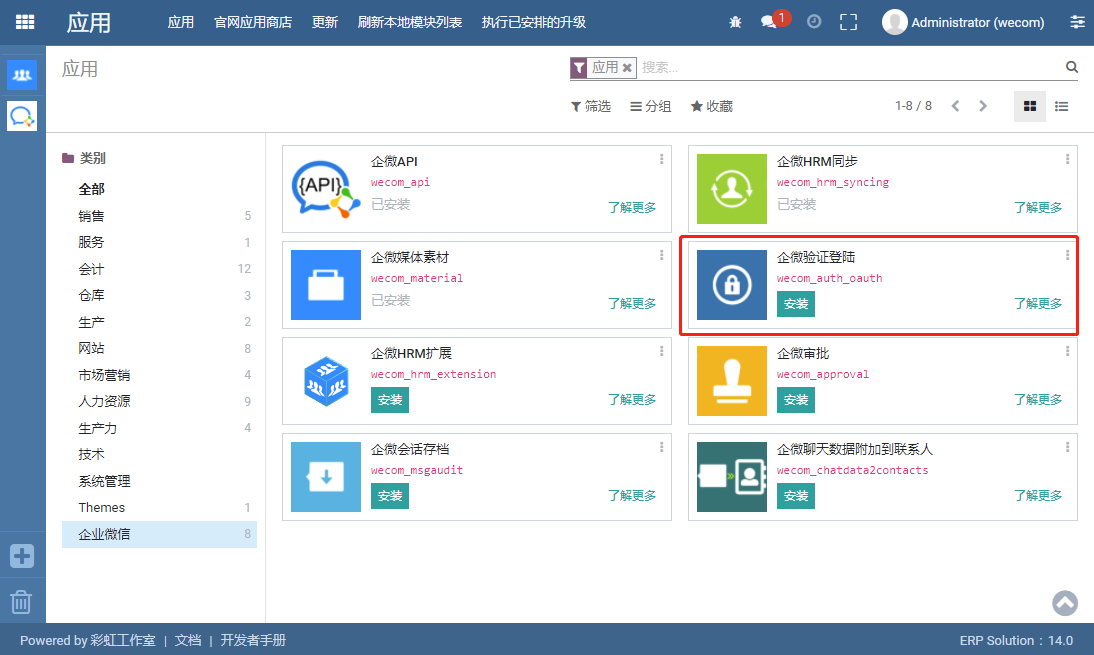 应用
应用 官网应用商店 更新 刷新本地模块列表 执行已安排的升级
1
Administrator (wecom)
应用
应用 搜索...
筛选 分组 收藏
1-8 / 8
类别
全部
销售 5
服务 1
会计 12
仓库 3
生产 2
网站 8
市场营销 4
人力资源 9
生产力 4
技术
系统管理
Themes 1
企业微信 8
{API}
企微API
wecom_api
已安装
了解更多
企微HRM同步
wecom_hrm_syncing
已安装
了解更多
企微媒体素材
wecom_material
已安装
了解更多
企微验证登陆
wecom_auth_oauth
安装
了解更多
企微HRM扩展
wecom_hrm_extension
安装
了解更多
企微审批
wecom_approval
安装
了解更多
企微会话存档
wecom_msgaudit
安装
了解更多
企微聊天数据附加到联系人
wecom_chatdata2contacts
安装
了解更多
Powered by 彩虹工作室 | 文档 | 开发者手册
ERP Solution : 14.0